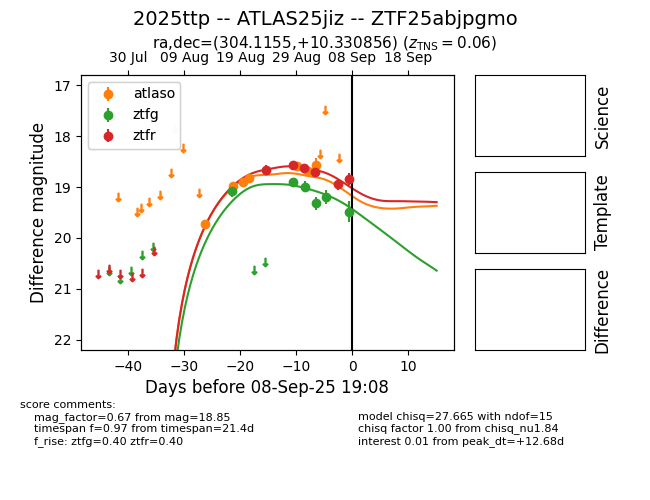 2025ttp -- ATLAS25jiz -- ZTF25abjpgmo
ra,dec=(304.1155,+10.330856) (z_TNS = 0.06)
30 Jul 09 Aug 19 Aug 29 Aug 08 Sep 18 Sep
atlaso
ztfg
ztfr
17
18
19
20
21
22
Difference magnitude
−40 −30 −20 −10 0 10
Days before 08-Sep-25 19:08
Science
Template
Difference
score comments:
mag_factor=0.67 from mag=18.85
timespan f=0.97 from timespan=21.4d
f_rise: ztfg=0.40 ztfr=0.40
model chisq=27.665 with ndof=15
chisq factor 1.00 from chisq_nu1.84
interest 0.01 from peak_dt=+12.68d